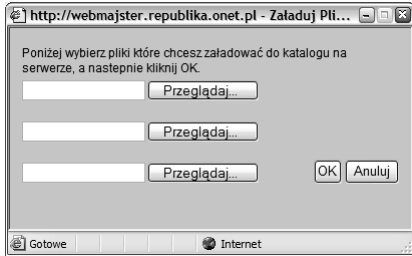 http://webmajster.republika.onet.pl - Załaduj Pli...
Poniżej wybierz pliki które chcesz załadować do katalogu na
serwerze, a nastepnie kliknij OK.
Przeglądaj...
Przeglądaj...
Przeglądaj...
OK Anuluj
Gotowe Internet